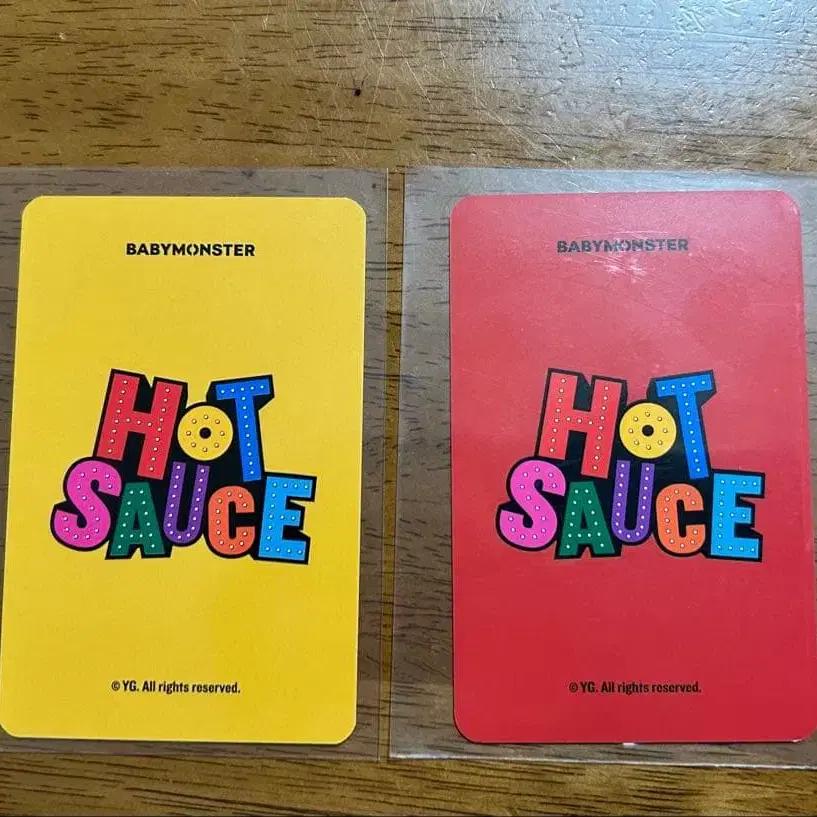 BABYMONSTER
HOT
SAUCE
© YG. All rights reserved.
BABYMONSTER
HOT
SAUCE
© YG. All rights reserved.